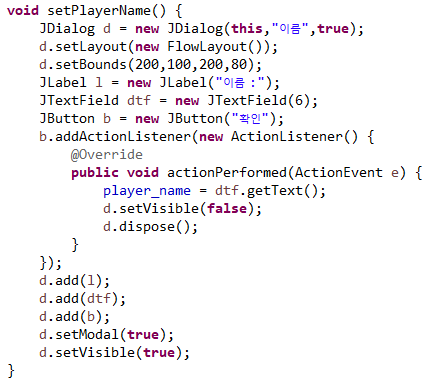 void setPlayerName() {
    JDialog d = new JDialog(this,"이름",true);
    d.setLayout(new FlowLayout());
    d.setBounds(200,100,200,80);
    JLabel l = new JLabel("이름 :");
    JTextField dtf = new JTextField(6);
    JButton b = new JButton("확인");
    b.addActionListener(new ActionListener() {
        @Override
        public void actionPerformed(ActionEvent e) {
            player_name = dtf.getText();
            d.setVisible(false);
            d.dispose();
        }
    });
    d.add(l);
    d.add(dtf);
    d.add(b);
    d.setModal(true);
    d.setVisible(true);
}